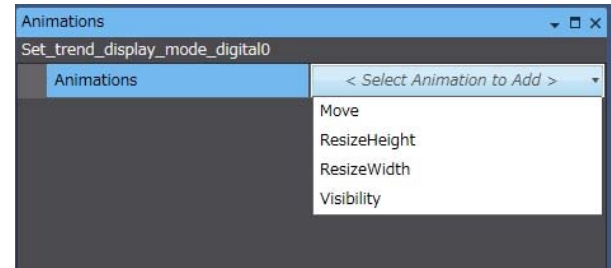 Animations
Set_trend_display_mode_digital0
Animations < Select Animation to Add >
Move
ResizeHeight
ResizeWidth
Visibility